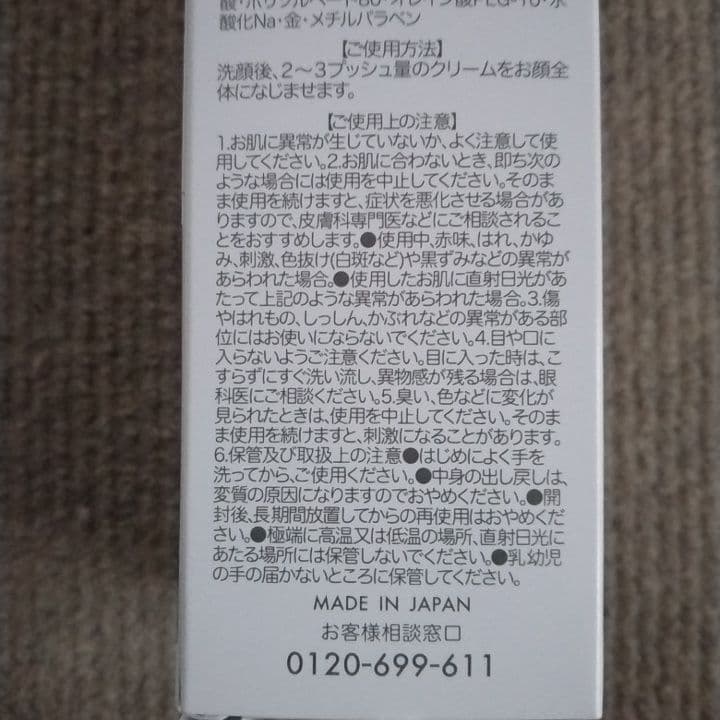 酸・ポリソルベート80・オレイン酸PEG-10・水
酸化Na・金・メチルパラベン
【ご使用方法】
洗顔後、2〜3プッシュ量のクリームをお顔全
体になじませます。
【ご使用上の注意】
1.お肌に異常が生じていないか、よく注意して使
用してください。2.お肌に合わないとき、即ち次の
ような場合には使用を中止してください。そのま
ま使用を続けますと、症状を悪化させる場合があ
りますので、皮膚科専門医などにご相談されるこ
とをおすすめします。●使用中、赤味、はれ、かゆ
み、刺激、色抜け(白斑など)や黒ずみなどの異常が
あらわれた場合。●使用したお肌に直射日光があ
たって上記のような異常があらわれた場合。3.傷
やはれもの、しっしん、かぶれなどの異常がある部
位にはお使いにならないでください。4.目や口に
入らないようご注意ください。目に入った時は、こ
すらずにすぐ洗い流し、異物感が残る場合は、眼
科医にご相談ください。5.臭い、色などに変化が
見られたときは、使用を中止してください。そのま
ま使用を続けますと、刺激になることがあります。
6.保管及び取扱上の注意●はじめによく手を
洗ってから、ご使用ください。●中身の出し戻しは、
変質の原因になりますのでおやめください。●開
封後、長期間放置してからの再使用はおやめくだ
さい。●極端に高温又は低温の場所、直射日光に
あたる場所には保管しないでください。●乳幼児
の手の届かないところに保管してください。
MADE IN JAPAN
お客様相談窓口
0120-699-611